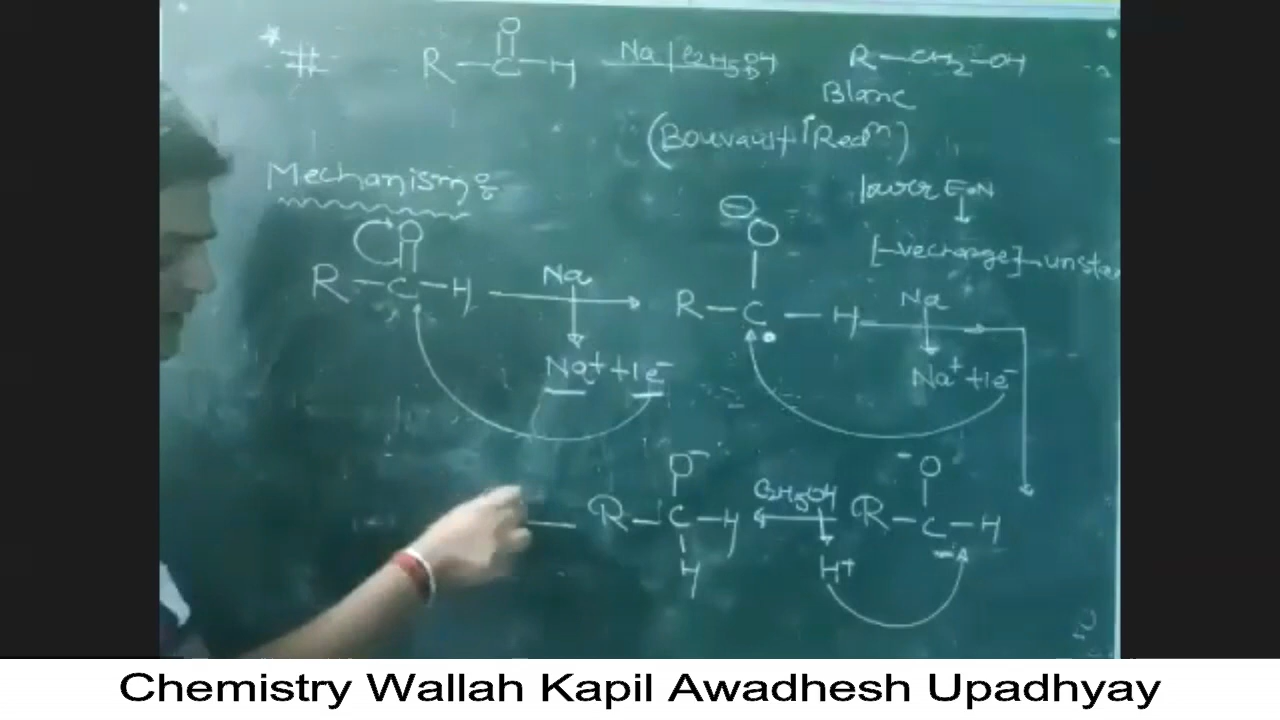 * # R–C(=O)–H Na | C2H5OH R–CH2–OH
Blanc
(Bouvault Redn)
Mechanism:
lower E.N
[-ve charge] unsta
R–C(=O)–H Na R–C–H Na
O
⊖
Na+ + 1e- Na+ + 1e-
O- -O
R–C–H C2H5OH R–C–H
H H+
Chemistry Wallah Kapil Awadhesh Upadhyay